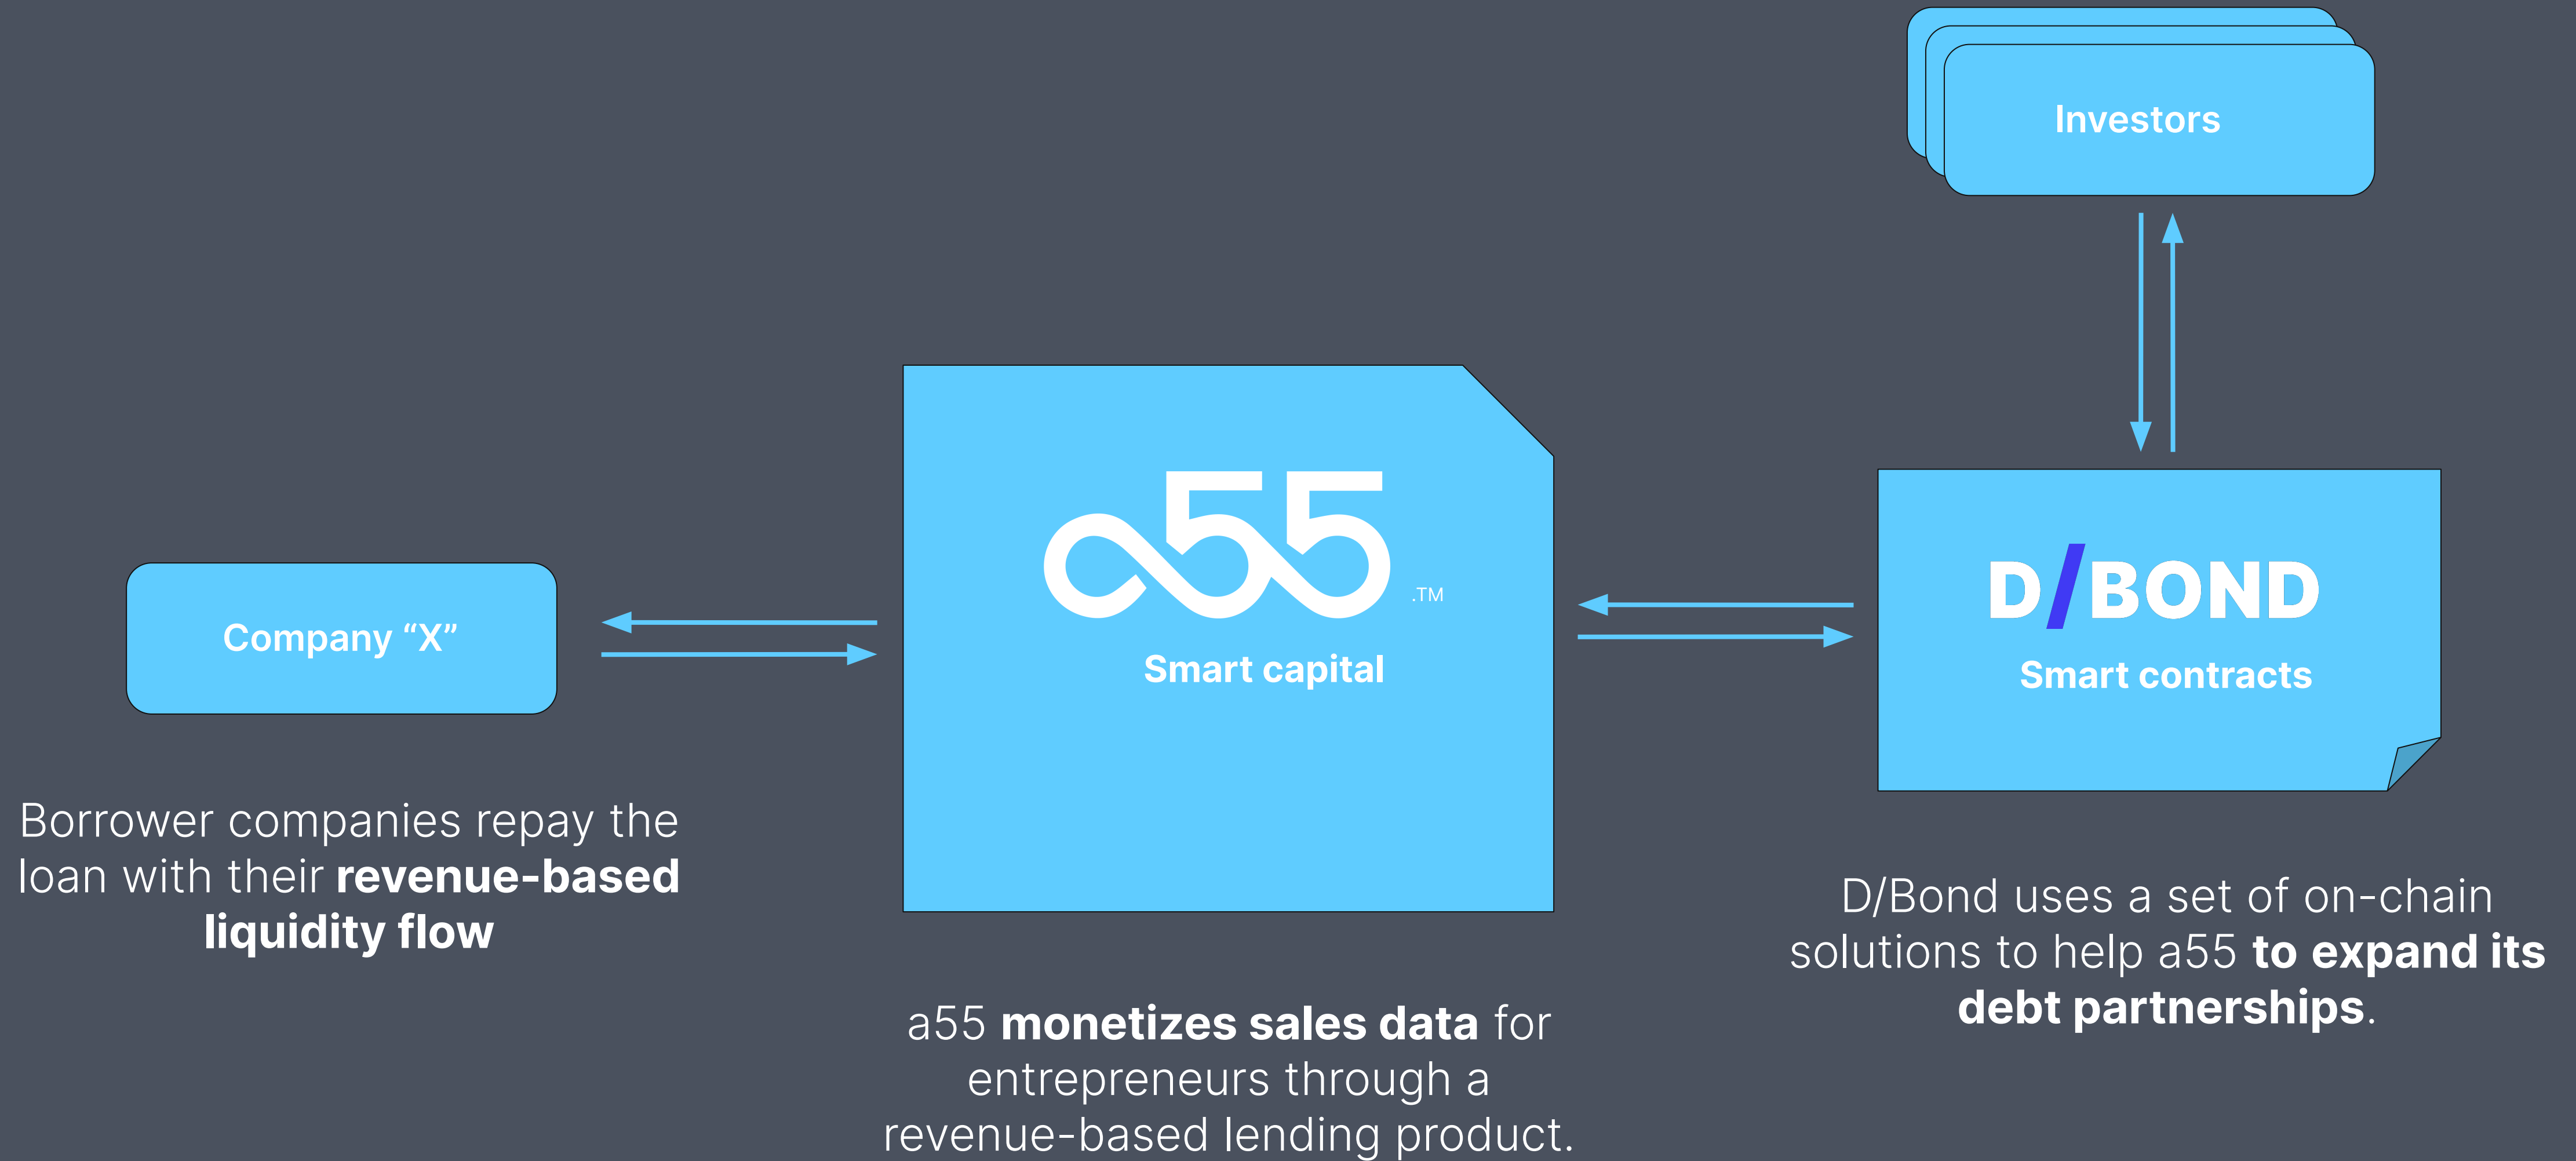 Investors
a55
.TM
Smart capital
D/BOND
Smart contracts
Company “X”
Borrower companies repay the
loan with their revenue-based
liquidity flow
a55 monetizes sales data for
entrepreneurs through a
revenue-based lending product.
D/Bond uses a set of on-chain
solutions to help a55 to expand its
debt partnerships.